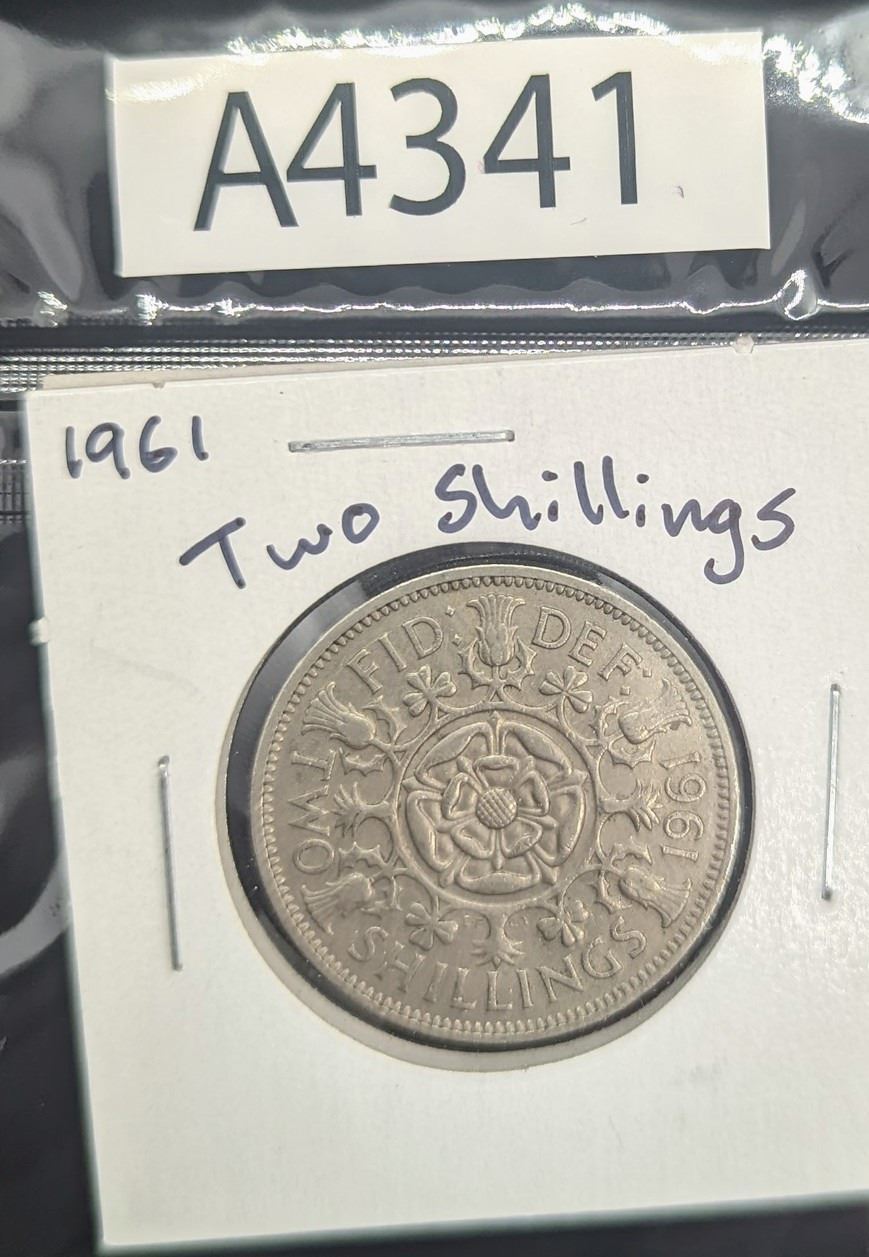 A4341
1961
Two Shillings
FID: DEF.
1961
TWO
SHILLINGS